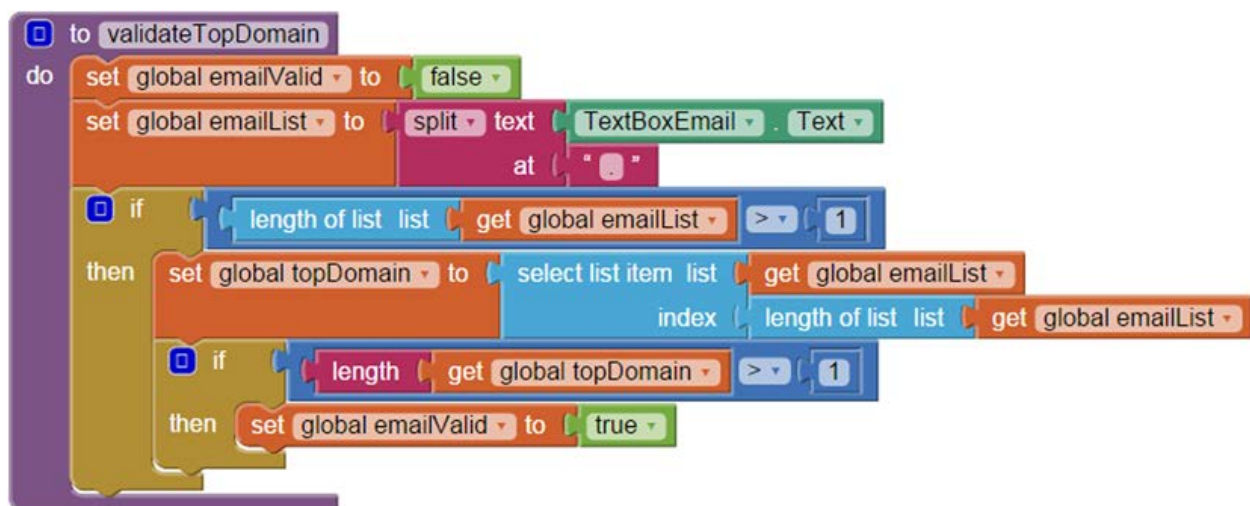 to validateTopDomain
do set global emailValid to false
set global emailList to split text TextBoxEmail . Text
at " . "
if length of list list get global emailList > 1
then set global topDomain to select list item list get global emailList
index length of list list get global emailList
if length get global topDomain > 1
then set global emailValid to true